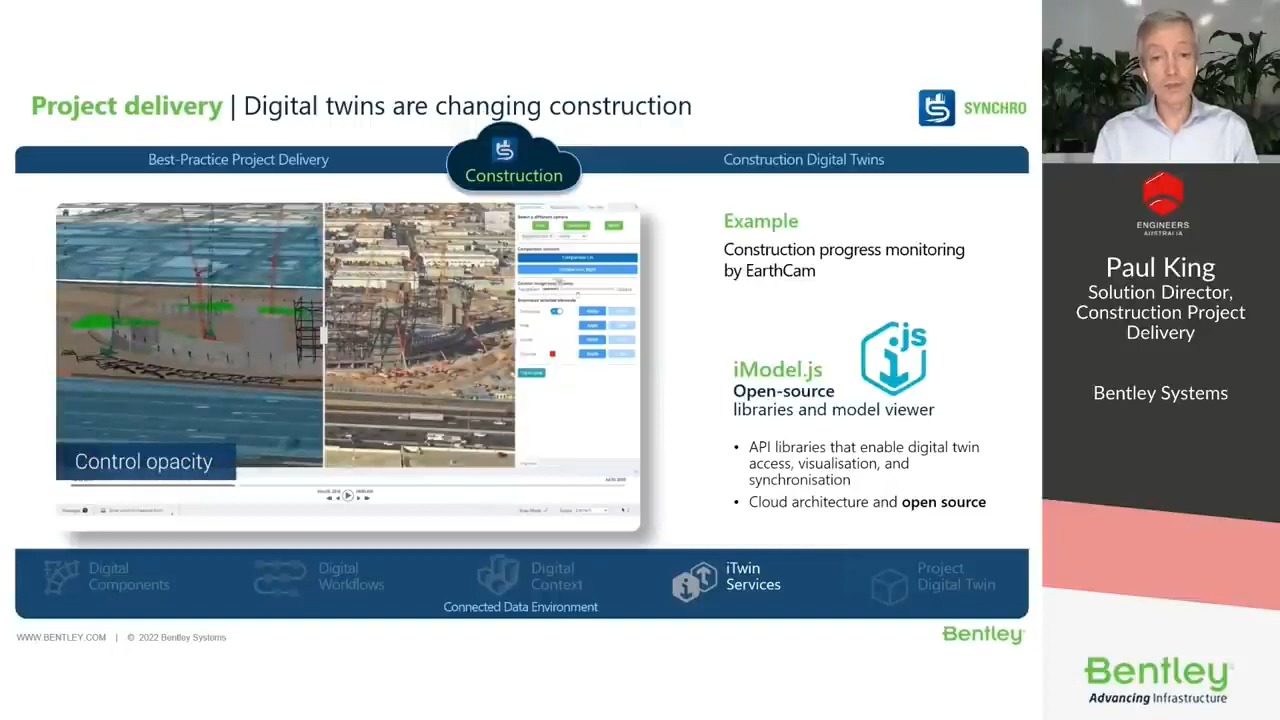 Project delivery | Digital twins are changing construction
SYNCHRO
Best-Practice Project Delivery
Construction
Construction Digital Twins
Select a different camera
Control opacity
Example
Construction progress monitoring
by EarthCam
iModel.js
js
Open-source
libraries and model viewer
• API libraries that enable digital twin
access, visualisation, and
synchronisation
• Cloud architecture and open source
Digital
Components
Digital
Workflows
Digital
Context
iTwin
Services
Project
Digital Twin
Connected Data Environment
WWW.BENTLEY.COM | © 2022 Bentley Systems
Bentley
ENGINEERS
AUSTRALIA
Paul King
Solution Director,
Construction Project
Delivery
Bentley Systems
Bentley
Advancing Infrastructure